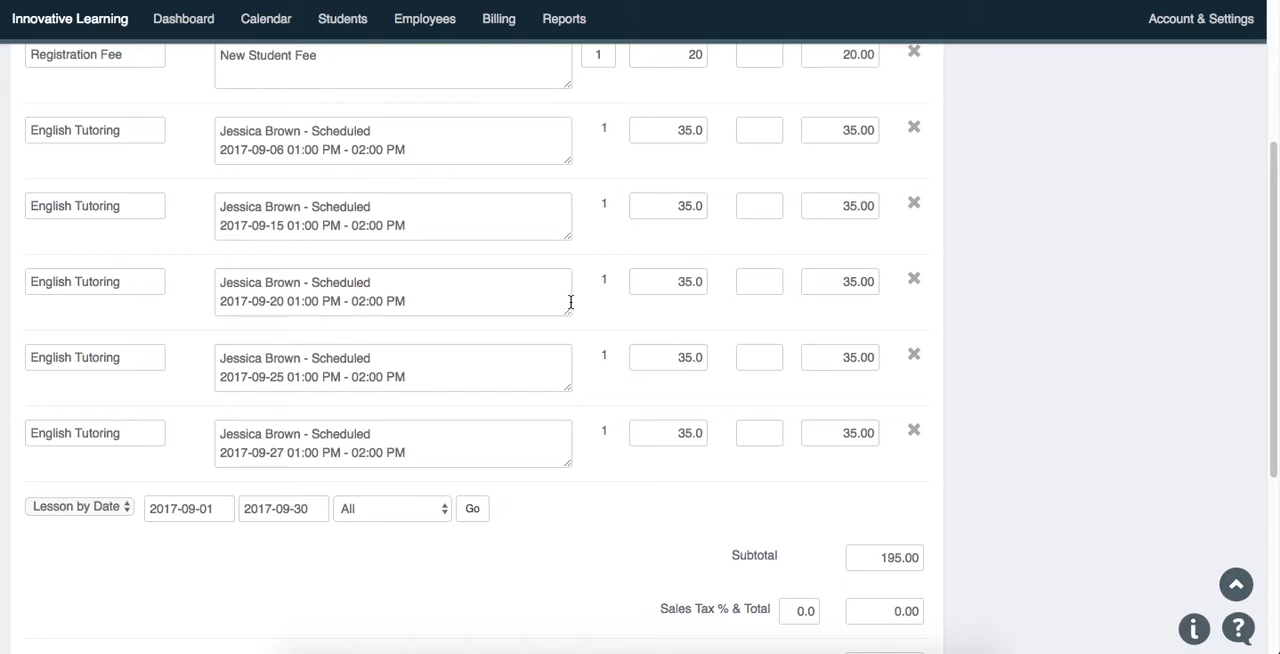 Innovative Learning Dashboard Calendar Students Employees Billing Reports Account & Settings
Registration Fee New Student Fee 1 20 20.00
English Tutoring Jessica Brown - Scheduled 1 35.0 35.00
2017-09-06 01:00 PM - 02:00 PM
English Tutoring Jessica Brown - Scheduled 1 35.0 35.00
2017-09-15 01:00 PM - 02:00 PM
English Tutoring Jessica Brown - Scheduled 1 35.0 35.00
2017-09-20 01:00 PM - 02:00 PM
English Tutoring Jessica Brown - Scheduled 1 35.0 35.00
2017-09-25 01:00 PM - 02:00 PM
English Tutoring Jessica Brown - Scheduled 1 35.0 35.00
2017-09-27 01:00 PM - 02:00 PM
Lesson by Date 2017-09-01 2017-09-30 All Go
Subtotal 195.00
Sales Tax % & Total 0.0 0.00